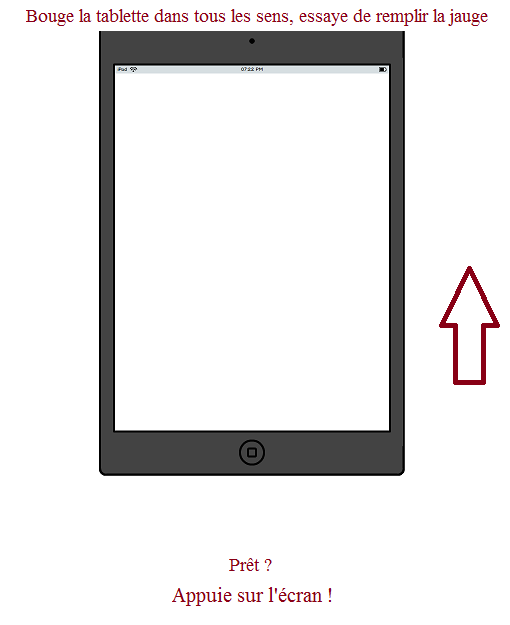 Bouge la tablette dans tous les sens, essaye de remplir la jauge
iPod 07:22 PM
Prêt ?
Appuie sur l'écran !